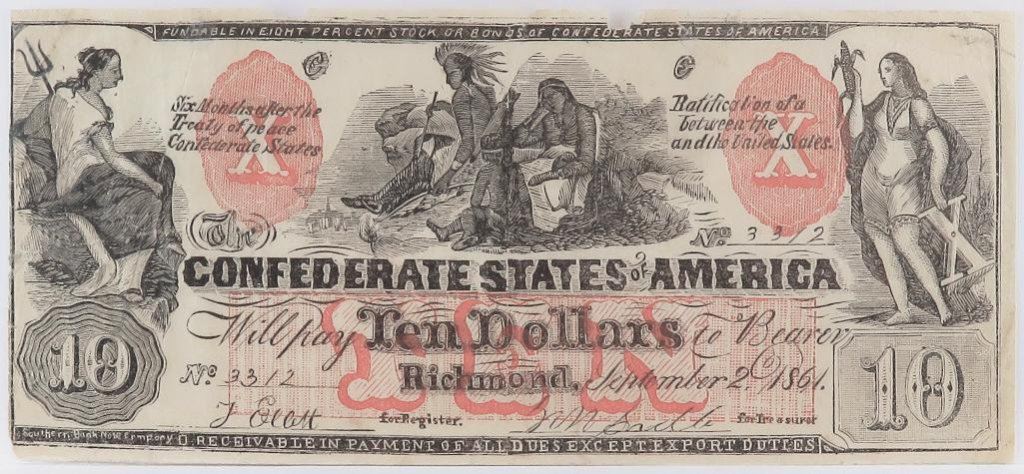 FUNDABLE IN EIGHT PER CENT STOCK OR BONDS OF CONFEDERATE STATES OF AMERICA
C C
Six Months after the
Treaty of peace
Confederate States
X
Ratification of a
between the
and the United States.
X
The
No 3312
X
CONFEDERATE STATES of AMERICA
Will pay Ten Dollars to Bearer
TEN
No 3312 Richmond, September 2d 1861.
for Register. for Treasurer
10
10
Southern Bank Note Company
RECEIVABLE IN PAYMENT OF ALL DUES EXCEPT EXPORT DUTIES